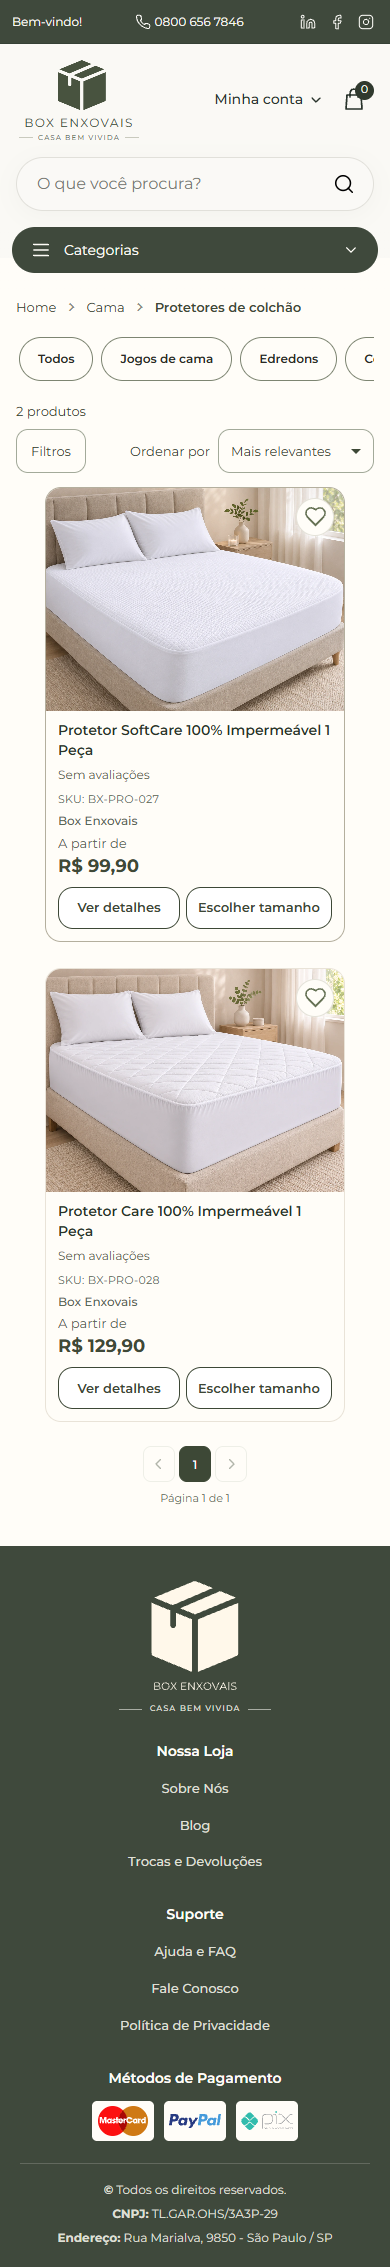 Bem-vindo!
0800 656 7846
BOX ENXOVAIS
CASA BEM VIVIDA
Minha conta
0
O que você procura?
Categorias
Home > Cama > Protetores de colchão
Todos
Jogos de cama
Edredons
2 produtos
Filtros
Ordenar por
Mais relevantes
Protetor SoftCare 100% Impermeável 1
Peça
Sem avaliações
SKU: BX-PRO-027
Box Enxovais
A partir de
R$ 99,90
Ver detalhes
Escolher tamanho
Protetor Care 100% Impermeável 1
Peça
Sem avaliações
SKU: BX-PRO-028
Box Enxovais
A partir de
R$ 129,90
Ver detalhes
Escolher tamanho
1
Página 1 de 1
BOX ENXOVAIS
CASA BEM VIVIDA
Nossa Loja
Sobre Nós
Blog
Trocas e Devoluções
Suporte
Ajuda e FAQ
Fale Conosco
Política de Privacidade
Métodos de Pagamento
MasterCard
PayPal
pix
© Todos os direitos reservados.
CNPJ: TL.GAR.OHS/3A3P-29
Endereço: Rua Marialva, 9850 - São Paulo / SP